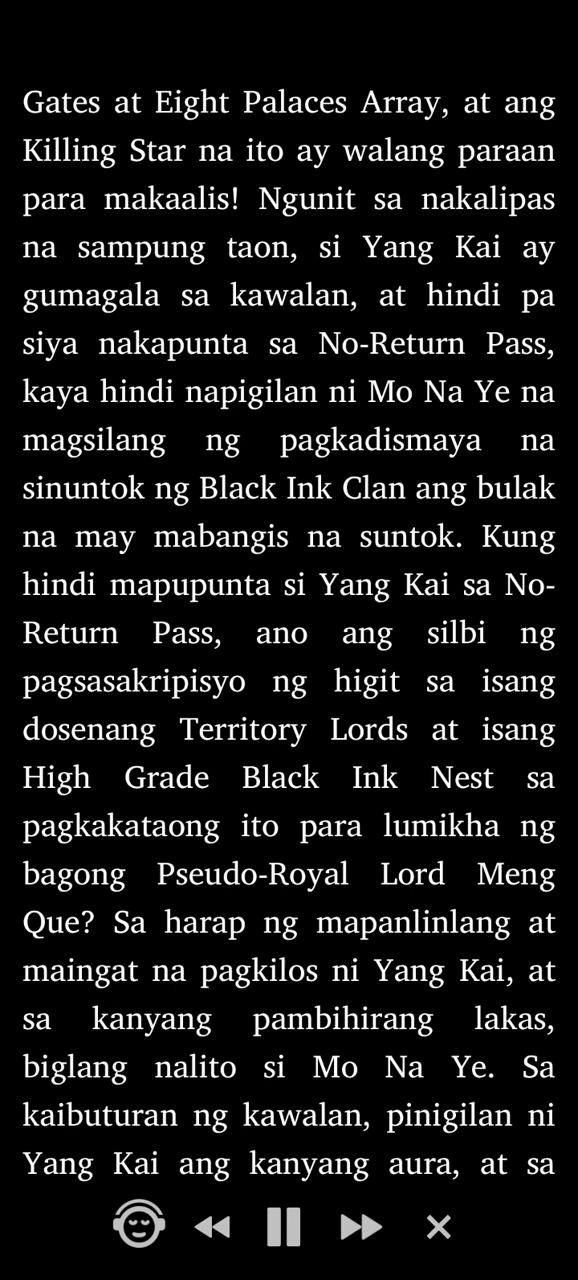 Gates at Eight Palaces Array, at ang
Killing Star na ito ay walang paraan
para makaalis! Ngunit sa nakalipas
na sampung taon, si Yang Kai ay
gumagala sa kawalan, at hindi pa
siya nakapunta sa No-Return Pass,
kaya hindi napigilan ni Mo Na Ye na
magsilang ng pagkadismaya na
sinuntok ng Black Ink Clan ang bulak
na may mabangis na suntok. Kung
hindi mapupunta si Yang Kai sa No-
Return Pass, ano ang silbi ng
pagsasakripisyo ng higit sa isang
dosenang Territory Lords at isang
High Grade Black Ink Nest sa
pagkakataong ito para lumikha ng
bagong Pseudo-Royal Lord Meng
Que? Sa harap ng mapanlinlang at
maingat na pagkilos ni Yang Kai, at
sa kanyang pambihirang lakas,
biglang nalito si Mo Na Ye. Sa
kaibuturan ng kawalan, pinigilan ni
Yang Kai ang kanyang aura, at sa